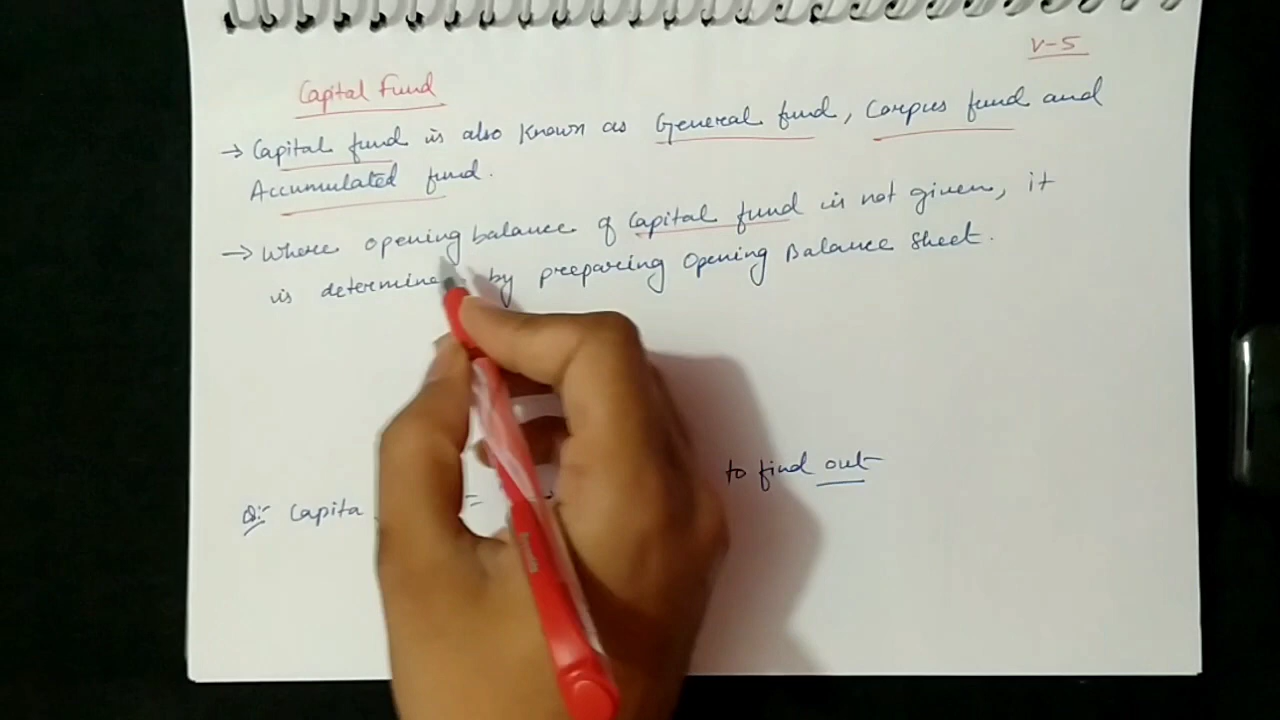 V-5
Capital Fund
→ Capital fund is also known as General fund, Corpus fund and
Accumulated fund.
→ Where opening balance of Capital fund is not given, it
is determine by preparing opening Balance Sheet.
to find out
Q:- Capita =